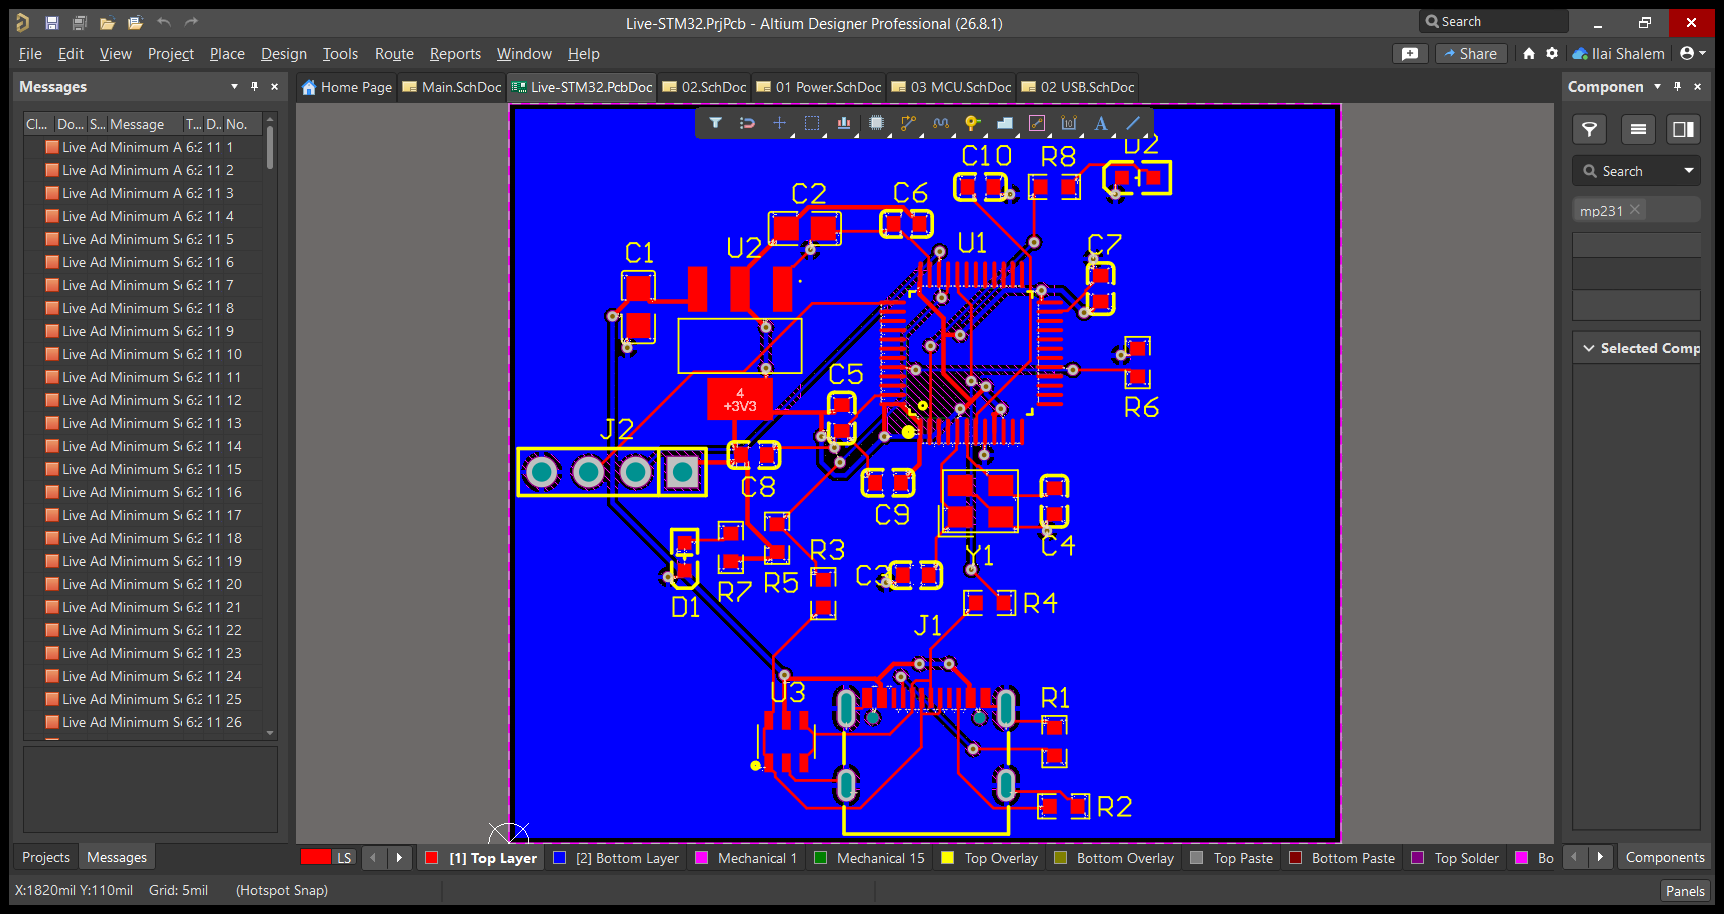 Live-STM32.PrjPcb - Altium Designer Professional (26.8.1)
Search
File Edit View Project Place Design Tools Route Reports Window Help
Share
Ilai Shalem
Messages
Home Page
Main.SchDoc
Live-STM32.PcbDoc
02.SchDoc
01 Power.SchDoc
03 MCU.SchDoc
02 USB.SchDoc
Componen
Cl... Do... S... Message T... D.. No.
Live Ad Minimum A 6:2 11 1
Live Ad Minimum A 6:2 11 2
Live Ad Minimum A 6:2 11 3
Live Ad Minimum A 6:2 11 4
Live Ad Minimum S 6:2 11 5
Live Ad Minimum S 6:2 11 6
Live Ad Minimum S 6:2 11 7
Live Ad Minimum S 6:2 11 8
Live Ad Minimum S 6:2 11 9
Live Ad Minimum S 6:2 11 10
Live Ad Minimum S 6:2 11 11
Live Ad Minimum S 6:2 11 12
Live Ad Minimum S 6:2 11 13
Live Ad Minimum S 6:2 11 14
Live Ad Minimum S 6:2 11 15
Live Ad Minimum S 6:2 11 16
Live Ad Minimum S 6:2 11 17
Live Ad Minimum S 6:2 11 18
Live Ad Minimum S 6:2 11 19
Live Ad Minimum S 6:2 11 20
Live Ad Minimum S 6:2 11 21
Live Ad Minimum S 6:2 11 22
Live Ad Minimum S 6:2 11 23
Live Ad Minimum S 6:2 11 24
Live Ad Minimum S 6:2 11 25
Live Ad Minimum S 6:2 11 26
D2
C10
R8
C2
C6
C1
U2
U1
C7
C5
4
+3V3
R6
J2
C8
C9
C4
Y1
R3
C3
R5
R7
D1
R4
J1
U3
R1
R2
Search
mp231
Selected Comp
Projects
Messages
LS
[1] Top Layer
[2] Bottom Layer
Mechanical 1
Mechanical 15
Top Overlay
Bottom Overlay
Top Paste
Bottom Paste
Top Solder
Bo
Components
X:1820mil Y:110mil Grid: 5mil (Hotspot Snap)
Panels